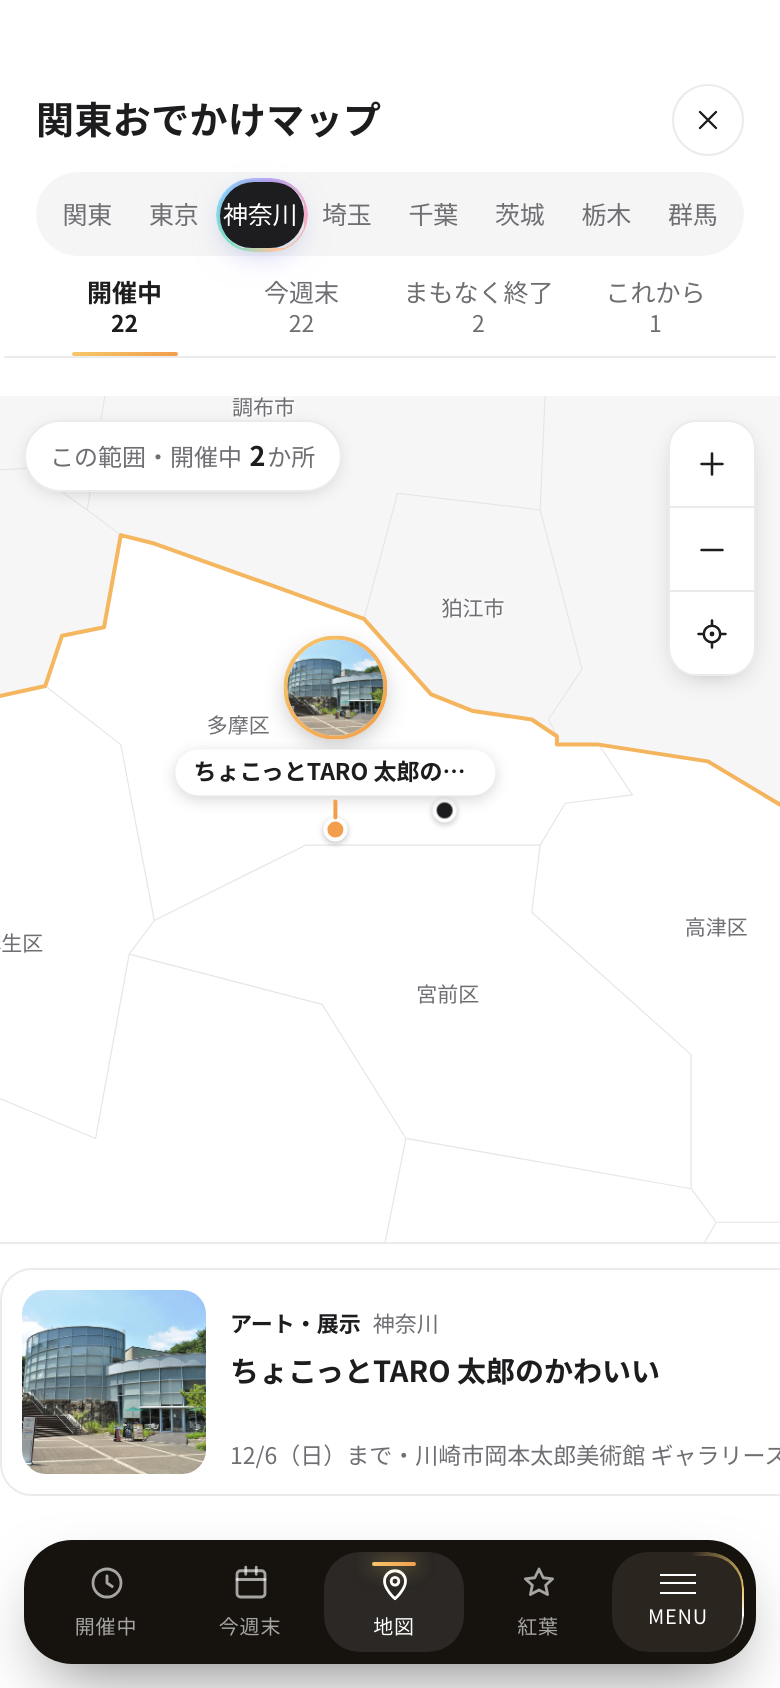 関東おでかけマップ
関東 東京 神奈川 埼玉 千葉 茨城 栃木 群馬
開催中 今週末 まもなく終了 これから
22 22 2 1
調布市
この範囲・開催中 2か所
狛江市
多摩区
ちょこっとTARO 太郎の…
高津区
生区
宮前区
アート・展示 神奈川
ちょこっとTARO 太郎のかわいい
12/6（日）まで・川崎市岡本太郎美術館 ギャラリース
開催中 今週末 地図 紅葉 MENU